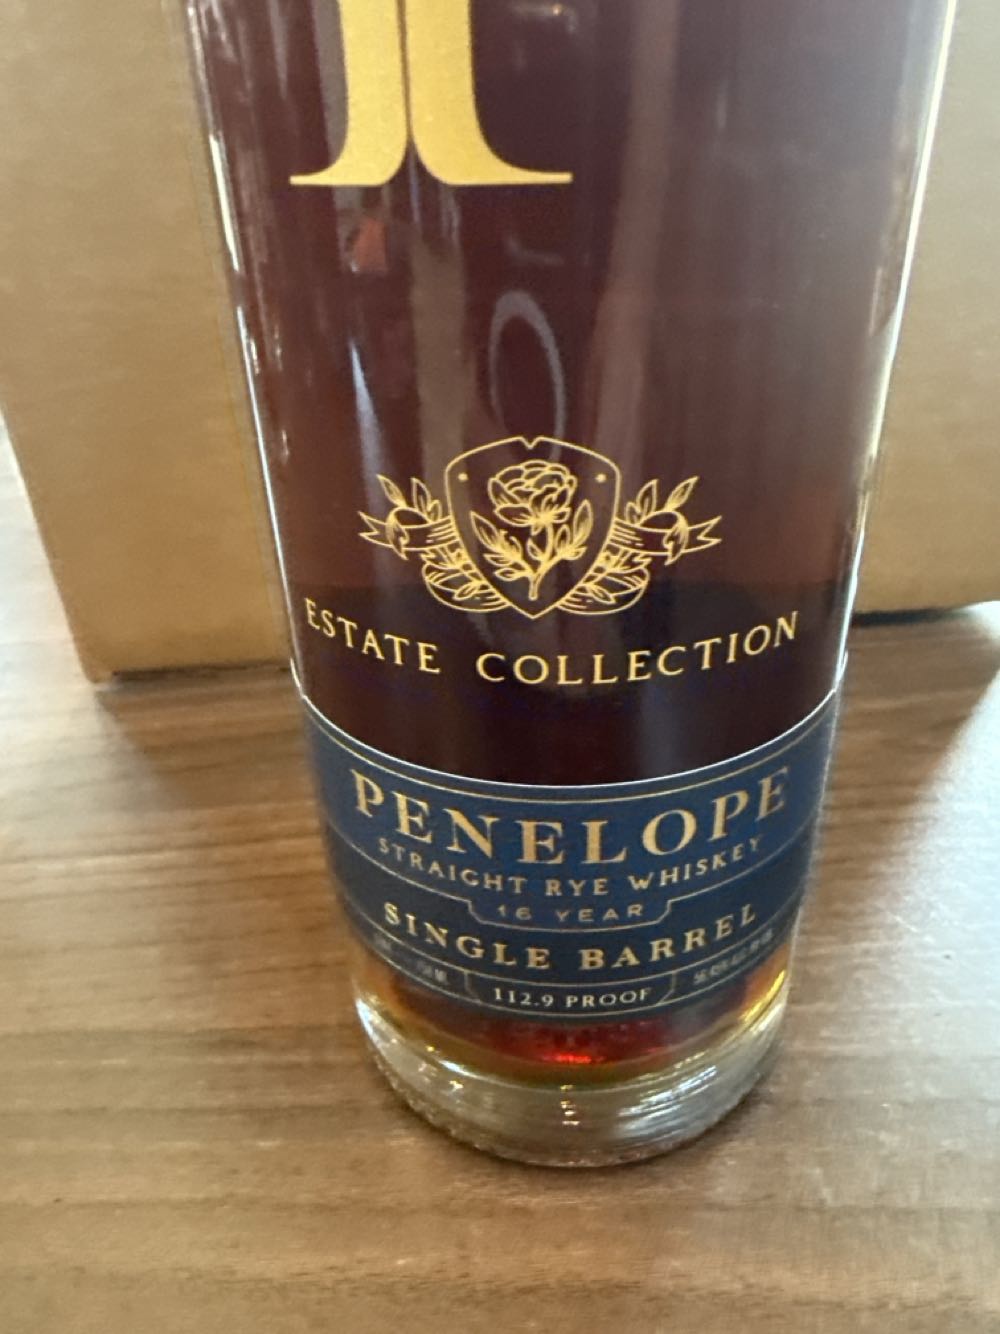 ESTATE COLLECTION
PENELOPE
STRAIGHT RYE WHISKEY
16 YEAR
SINGLE BARREL
112.9 PROOF